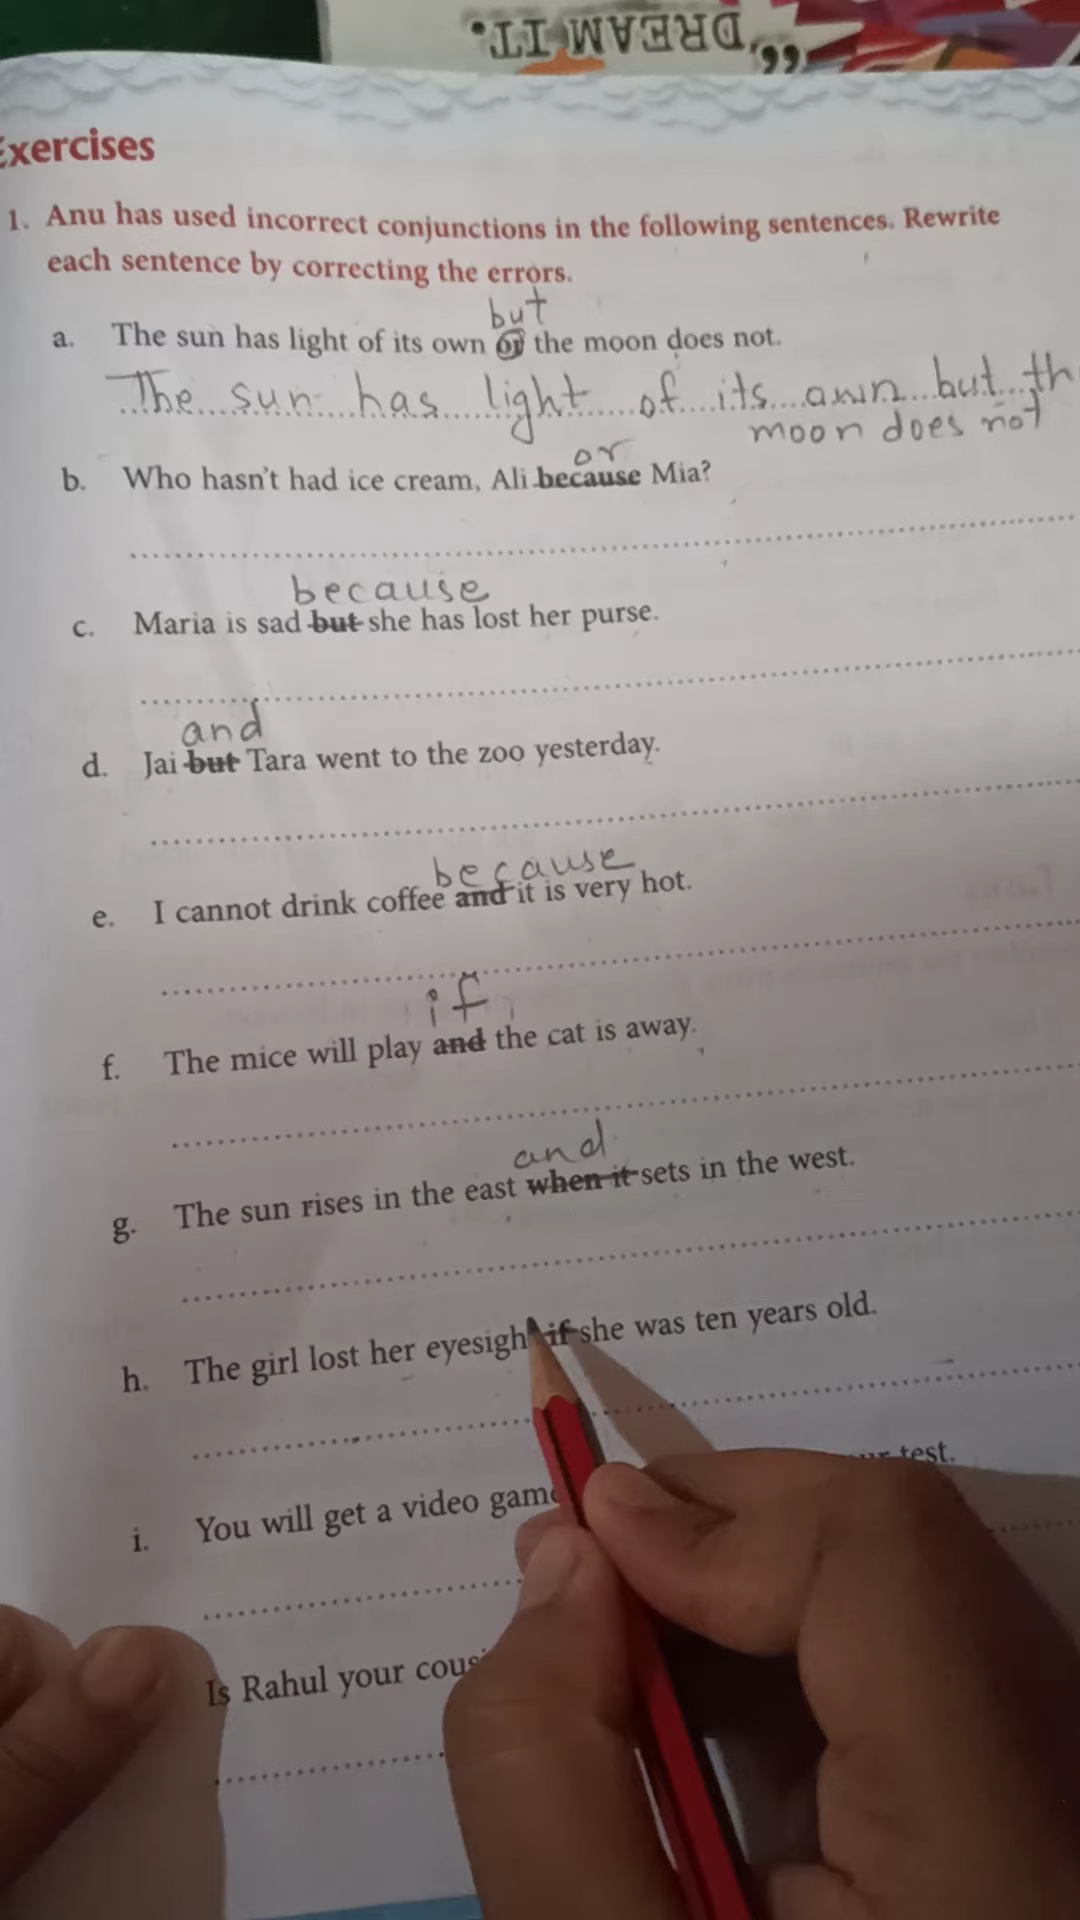 "DREAM IT.
Exercises
1. Anu has used incorrect conjunctions in the following sentences. Rewrite
each sentence by correcting the errors.
but
a. The sun has light of its own or the moon does not.
The sun has light of its own but th
moon does not
or
b. Who hasn't had ice cream, Ali because Mia?
because
c. Maria is sad but she has lost her purse.
and
d. Jai but Tara went to the zoo yesterday.
because
e. I cannot drink coffee and it is very hot.
if
f. The mice will play and the cat is away.
and
g. The sun rises in the east when it sets in the west.
h. The girl lost her eyesigh if she was ten years old.
i. You will get a video game test.
Is Rahul your